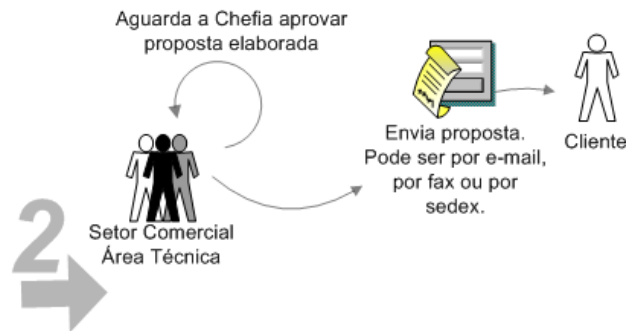 Aguarda a Chefia aprovar
proposta elaborada
Envia proposta.
Pode ser por e-mail,
por fax ou por
sedex.
Cliente
Setor Comercial
Área Técnica
2